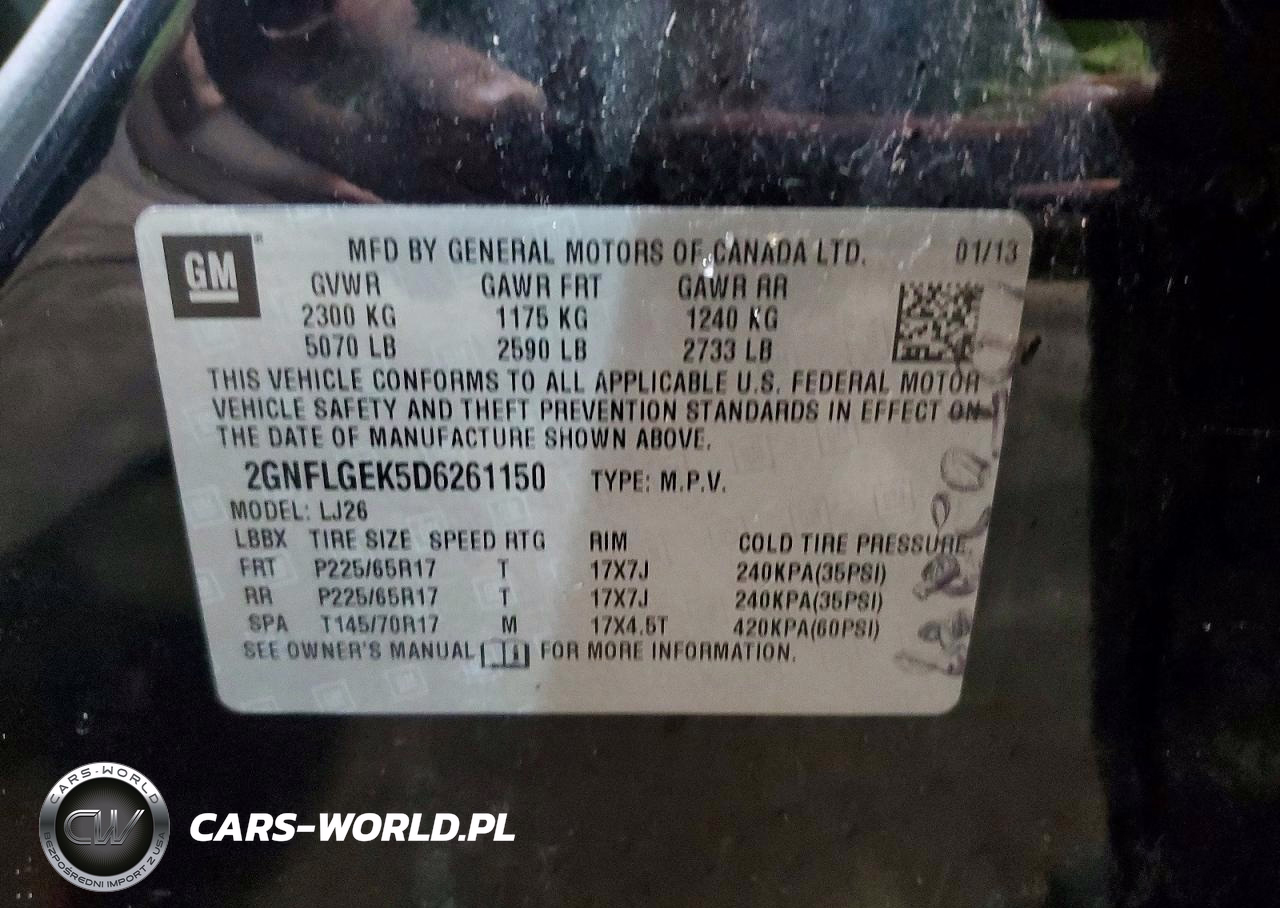 GM
MFD BY GENERAL MOTORS OF CANADA LTD. 01/13
GVWR GAWR FRT GAWR RR
2300 KG 1175 KG 1240 KG
5070 LB 2590 LB 2733 LB
THIS VEHICLE CONFORMS TO ALL APPLICABLE U.S. FEDERAL MOTOR
VEHICLE SAFETY AND THEFT PREVENTION STANDARDS IN EFFECT ON
THE DATE OF MANUFACTURE SHOWN ABOVE.
2GNFLGEK5D6261150 TYPE: M.P.V.
MODEL: LJ26
LBBX TIRE SIZE SPEED RTG RIM COLD TIRE PRESSURE
FRT P225/65R17 T 17X7J 240KPA(35PSI)
RR P225/65R17 T 17X7J 240KPA(35PSI)
SPA T145/70R17 M 17X4.5T 420KPA(60PSI)
SEE OWNER'S MANUAL FOR MORE INFORMATION.
CARS-WORLD
CW
BEZPOŚREDNI IMPORT Z USA
CARS-WORLD.PL